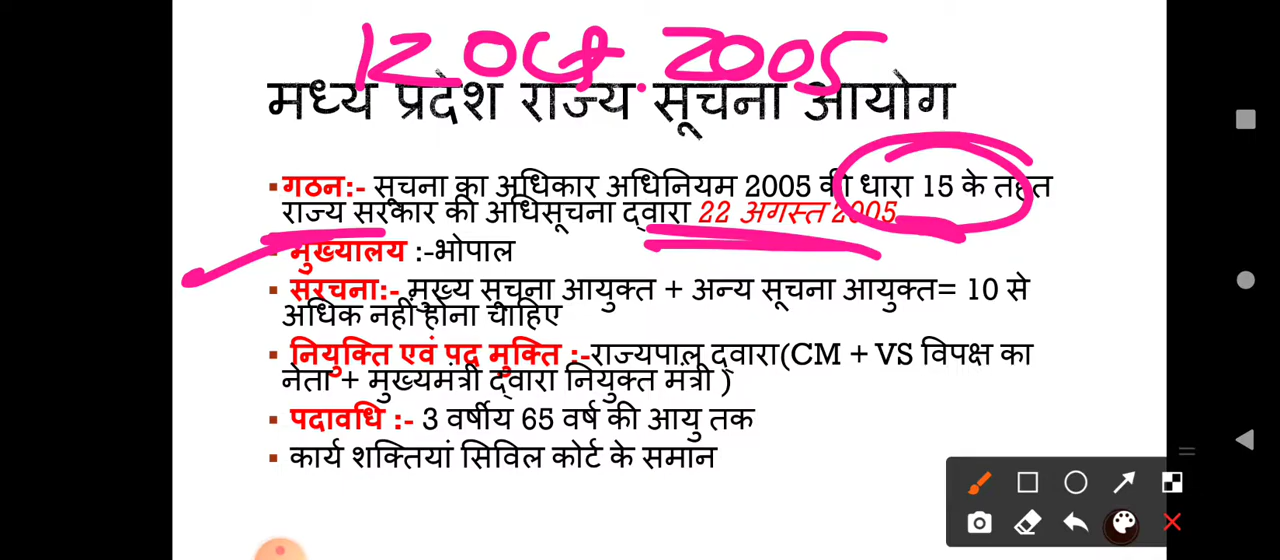 12 Oct. 2005
मध्य प्रदेश राज्य सूचना आयोग
▪ गठन:- सूचना का अधिकार अधिनियम 2005 की धारा 15 के तहत
राज्य सरकार की अधिसूचना द्वारा 22 अगस्त 2005
▪ मुख्यालय :-भोपाल
▪ सरचना:- मुख्य सूचना आयुक्त + अन्य सूचना आयुक्त= 10 से
अधिक नहीं होना चाहिए
▪ नियुक्ति एवं पद मुक्ति :-राज्यपाल द्वारा(CM + VS विपक्ष का
नेता + मुख्यमंत्री द्वारा नियुक्त मंत्री )
▪ पदावधि :- 3 वर्षीय 65 वर्ष की आयु तक
▪ कार्य शक्तियां सिविल कोर्ट के समान